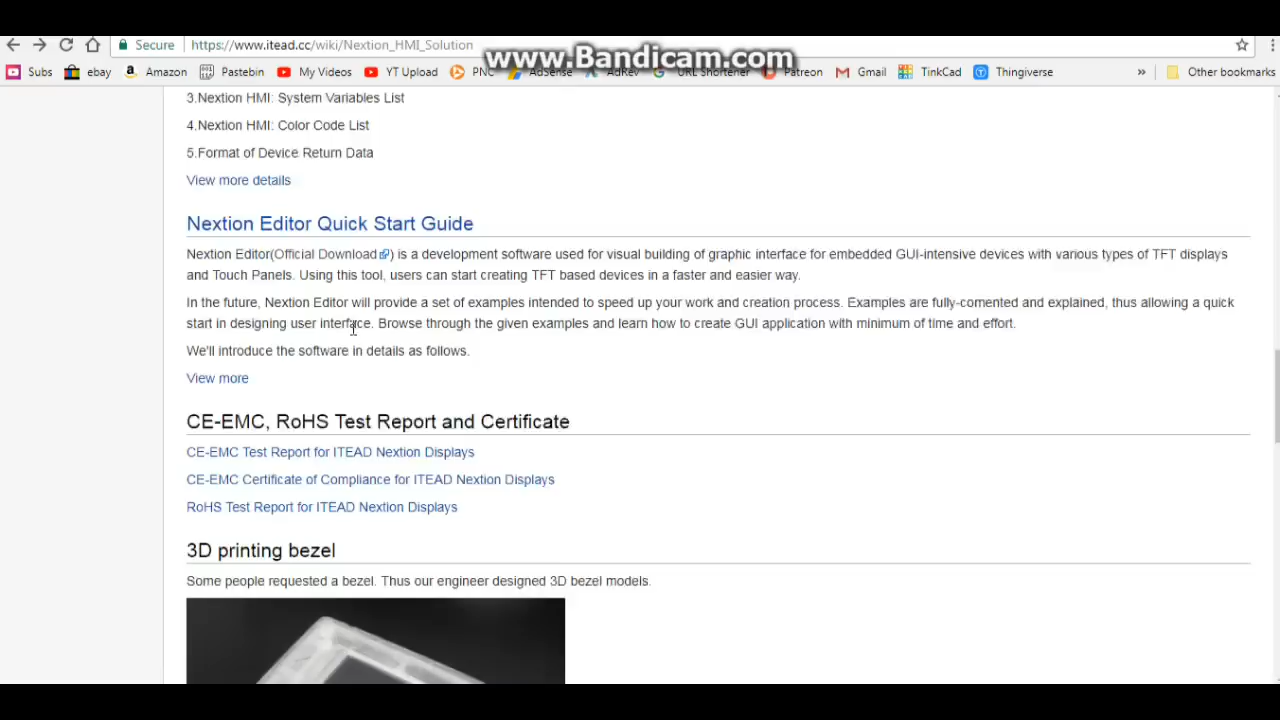 Secure https://www.itead.cc/wiki/Nextion_HMI_Solution
www.Bandicam.com
Subs ebay Amazon Pastebin My Videos YT Upload PNC AdSense AdRev URL Shortener Patreon Gmail TinkCad Thingiverse » Other bookmarks
3.Nextion HMI: System Variables List
4.Nextion HMI: Color Code List
5.Format of Device Return Data
View more details
Nextion Editor Quick Start Guide
Nextion Editor(Official Download) is a development software used for visual building of graphic interface for embedded GUI-intensive devices with various types of TFT displays
and Touch Panels. Using this tool, users can start creating TFT based devices in a faster and easier way.
In the future, Nextion Editor will provide a set of examples intended to speed up your work and creation process. Examples are fully-comented and explained, thus allowing a quick
start in designing user interface. Browse through the given examples and learn how to create GUI application with minimum of time and effort.
We'll introduce the software in details as follows.
View more
CE-EMC, RoHS Test Report and Certificate
CE-EMC Test Report for ITEAD Nextion Displays
CE-EMC Certificate of Compliance for ITEAD Nextion Displays
RoHS Test Report for ITEAD Nextion Displays
3D printing bezel
Some people requested a bezel. Thus our engineer designed 3D bezel models.